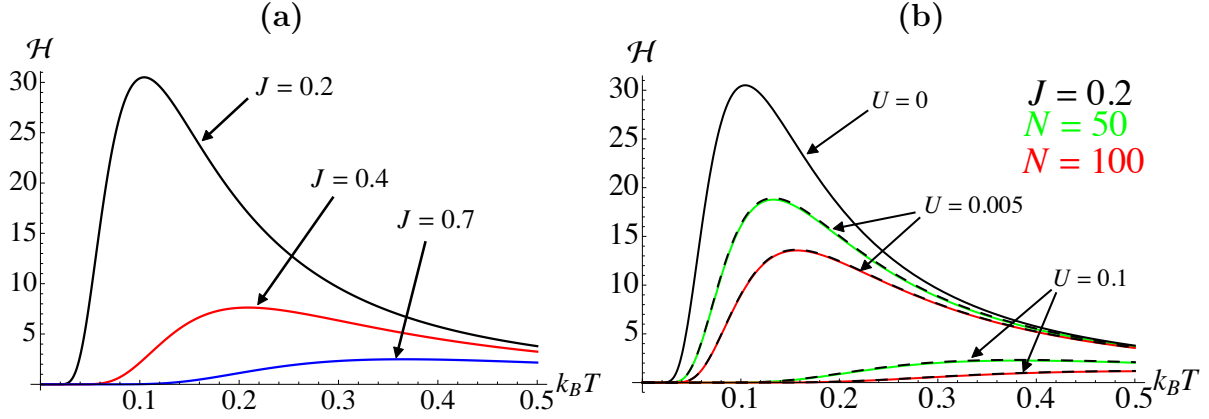 (a)
ℋ
30
25
20
15
10
5
0.1 0.2 0.3 0.4 0.5
k_BT
J = 0.2
J = 0.4
J = 0.7
(b)
ℋ
30
25
20
15
10
5
0.1 0.2 0.3 0.4 0.5
k_BT
U = 0
U = 0.005
U = 0.1
J = 0.2
N = 50
N = 100